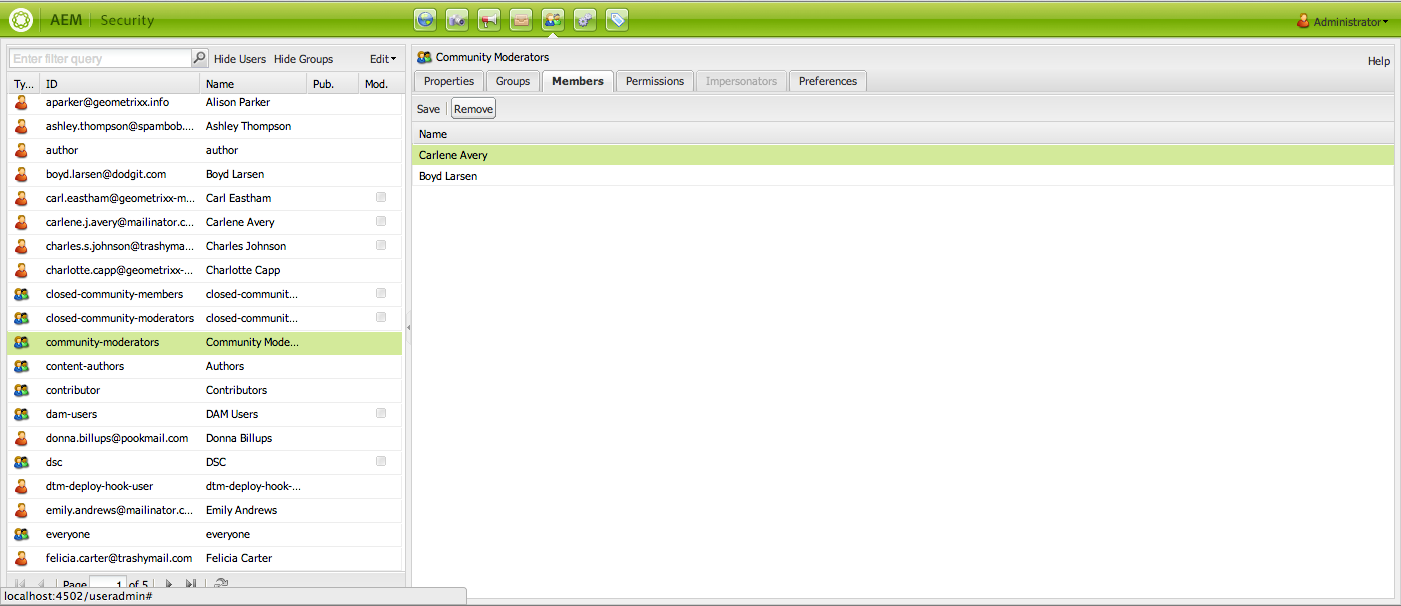 AEM Security Administrator
Enter filter query Hide Users Hide Groups Edit
Ty... ID Name Pub. Mod.
aparker@geometrixx.info Alison Parker
ashley.thompson@spambob.... Ashley Thompson
author author
boyd.larsen@dodgit.com Boyd Larsen
carl.eastham@geometrixx-m... Carl Eastham
carlene.j.avery@mailinator.c... Carlene Avery
charles.s.johnson@trashyma... Charles Johnson
charlotte.capp@geometrixx-... Charlotte Capp
closed-community-members closed-communit...
closed-community-moderators closed-communit...
community-moderators Community Mode...
content-authors Authors
contributor Contributors
dam-users DAM Users
donna.billups@pookmail.com Donna Billups
dsc DSC
dtm-deploy-hook-user dtm-deploy-hook-...
emily.andrews@mailinator.c... Emily Andrews
everyone everyone
felicia.carter@trashymail.com Felicia Carter
Page 1 of 5
localhost:4502/useradmin#
Community Moderators Help
Properties Groups Members Permissions Impersonators Preferences
Save Remove
Name
Carlene Avery
Boyd Larsen